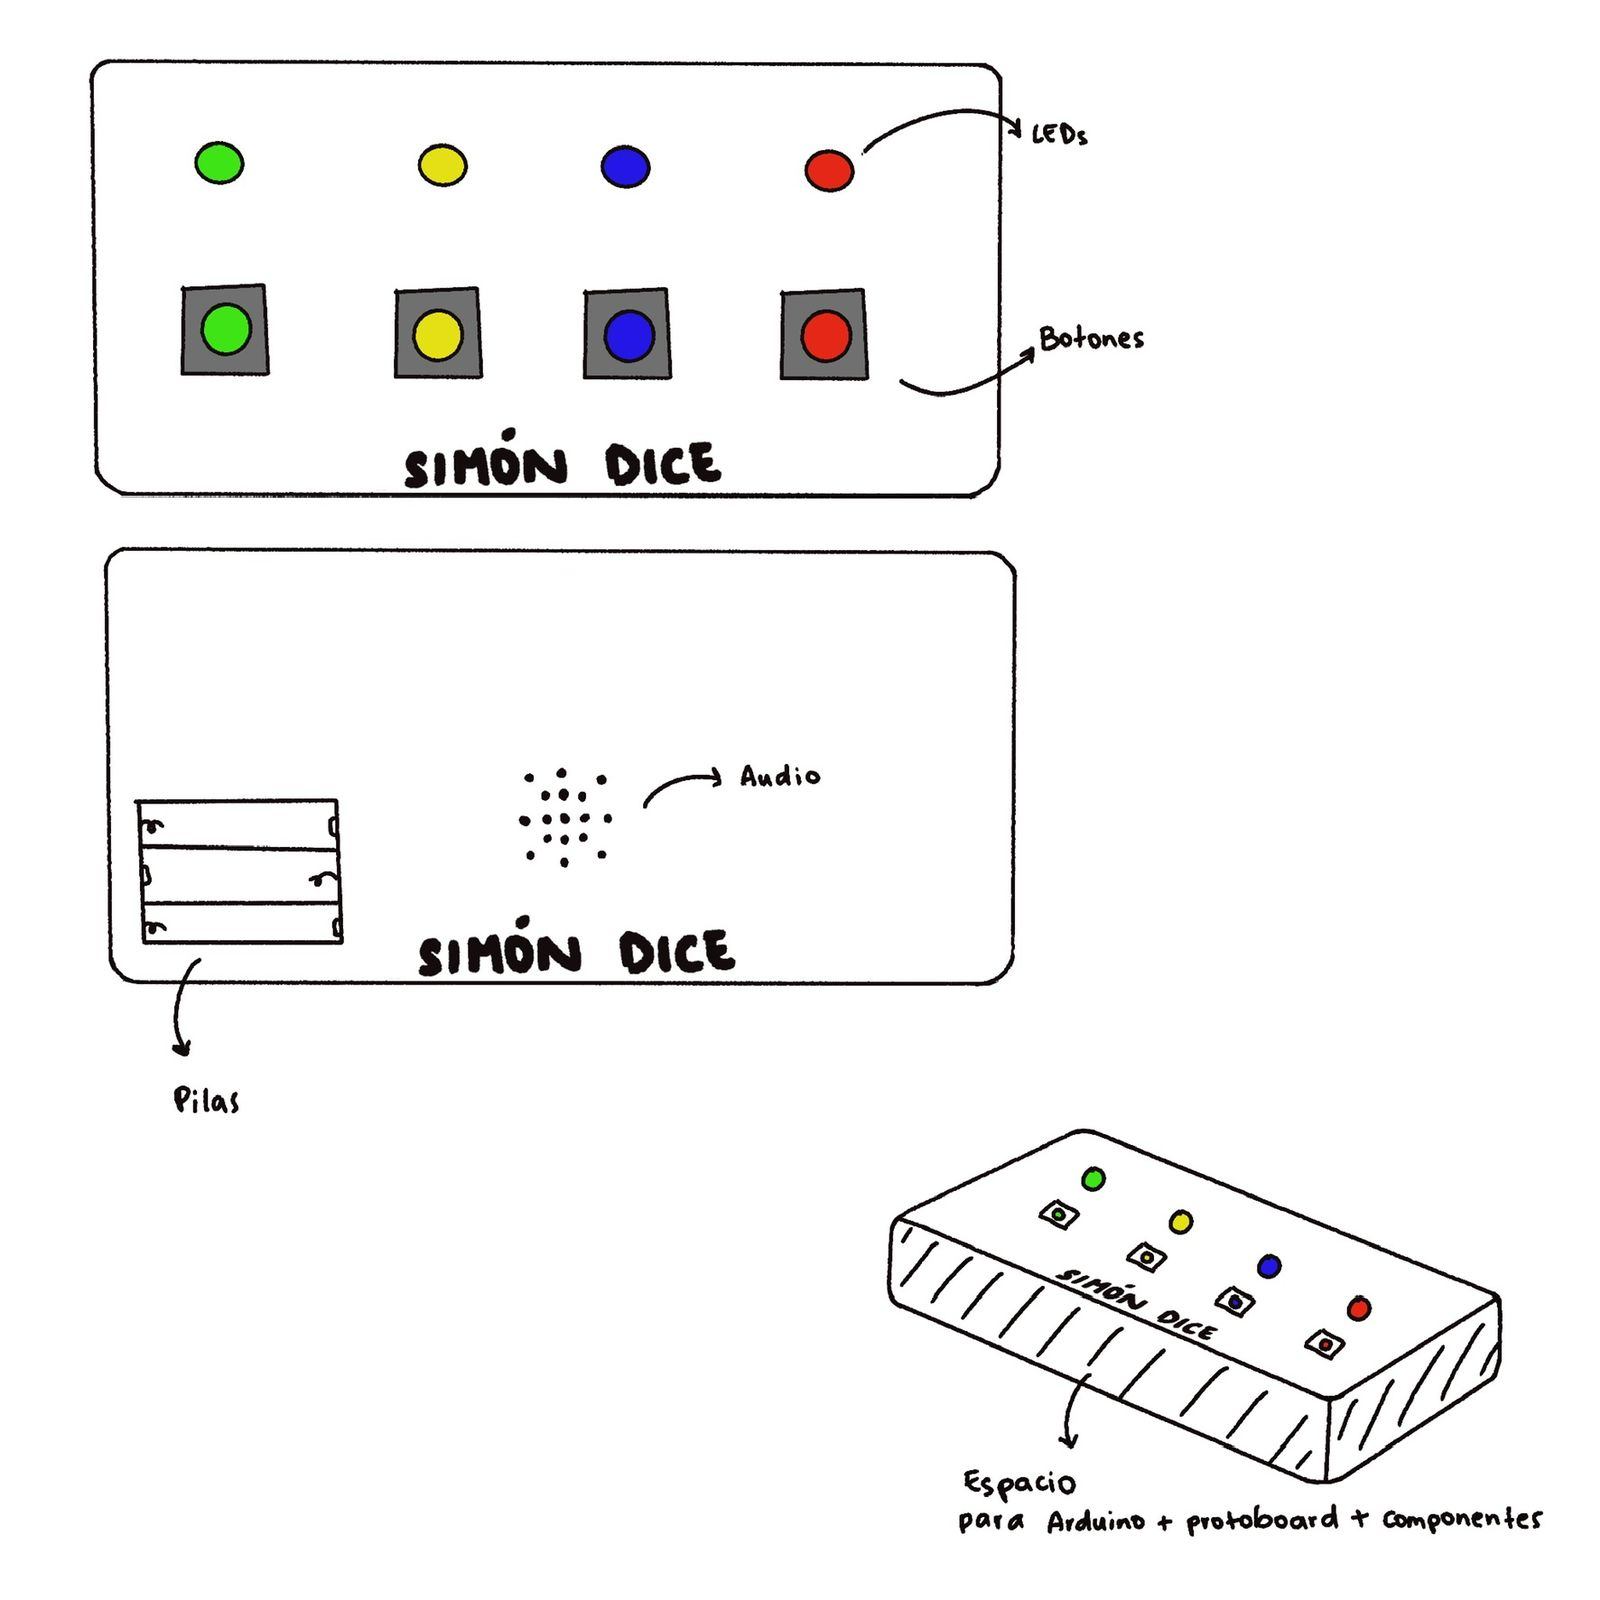 LEDs
Botones
SIMÓN DICE
Audio
SIMÓN DICE
Pilas
SIMÓN DICE
Espacio
para Arduino + protoboard + componentes